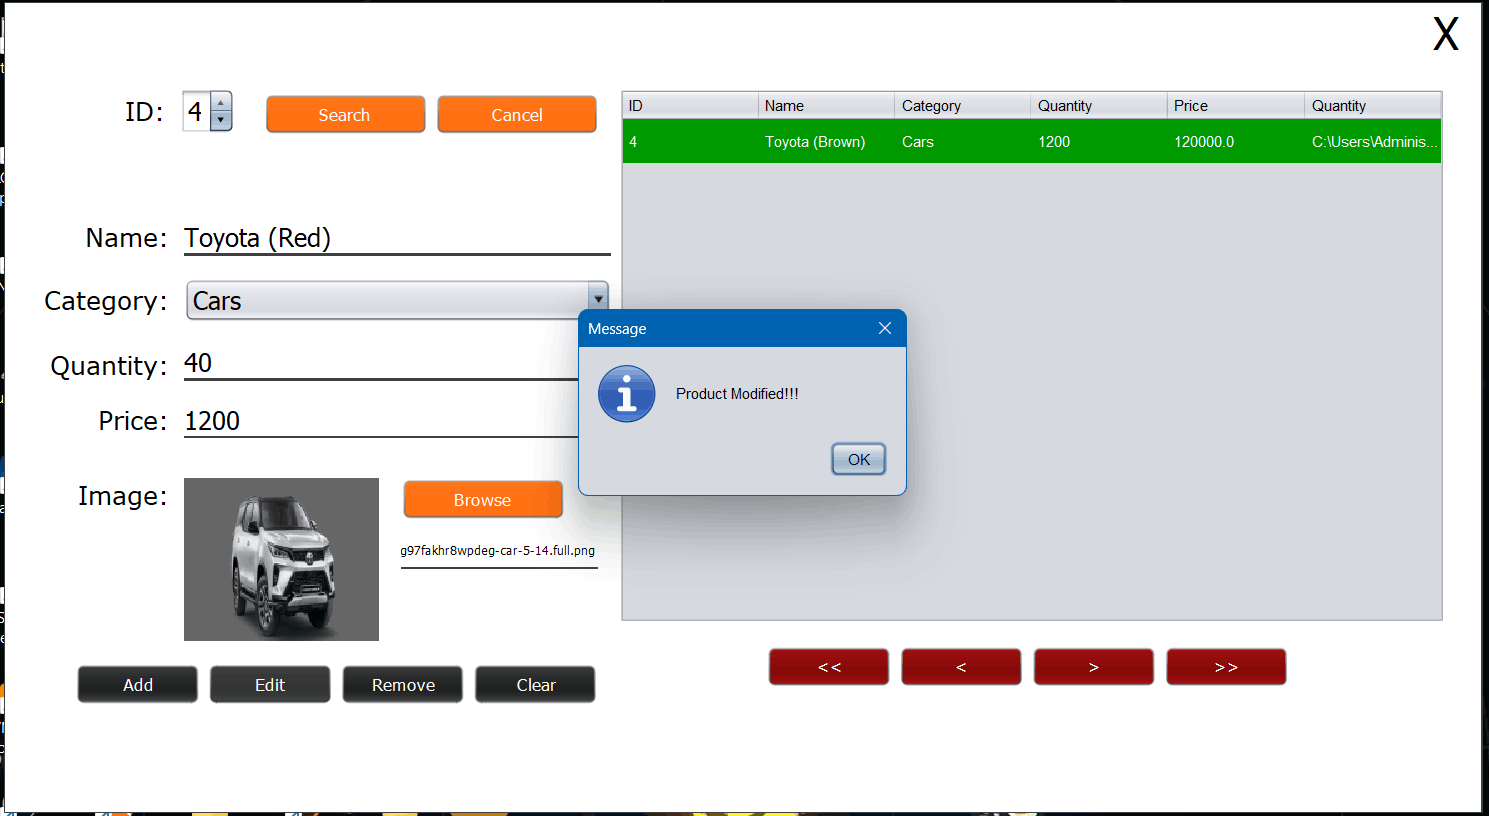 X
ID: 4 Search Cancel
Name: Toyota (Red)
Category: Cars
Quantity: 40
Price: 1200
Image: Browse
g97fakhr8wpdeg-car-5-14.full.png
Add Edit Remove Clear
ID Name Category Quantity Price Quantity
4 Toyota (Brown) Cars 1200 120000.0 C:\Users\Adminis...
Message
Product Modified!!!
OK
<< < > >>